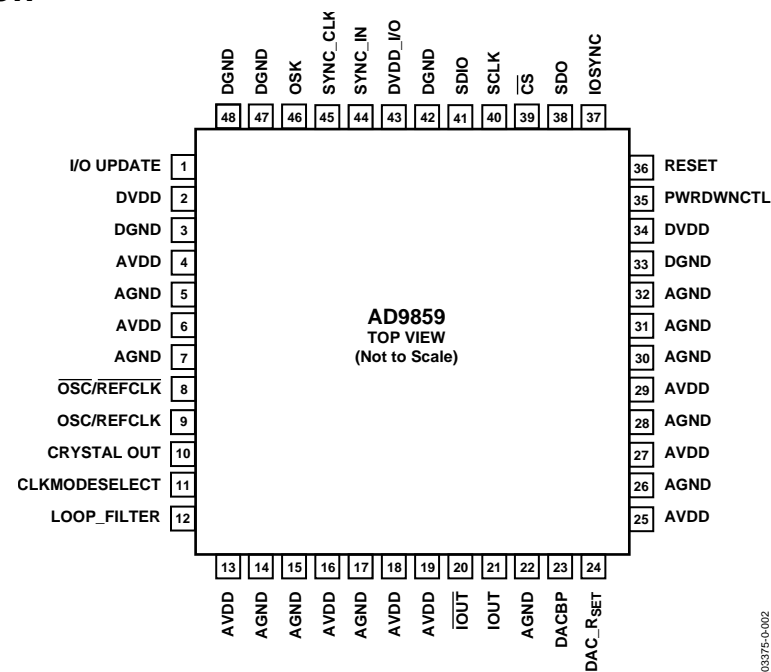 48 DGND
47 DGND
46 OSK
45 SYNC_CLK
44 SYNC_IN
43 DVDD_I/O
42 DGND
41 SDIO
40 SCLK
39 C̅S̅
38 SDO
37 IOSYNC
I/O UPDATE 1
DVDD 2
DGND 3
AVDD 4
AGND 5
AVDD 6
AGND 7
O̅S̅C̅/R̅E̅F̅C̅L̅K̅ 8
OSC/REFCLK 9
CRYSTAL OUT 10
CLKMODESELECT 11
LOOP_FILTER 12
AD9859
TOP VIEW
(Not to Scale)
36 RESET
35 PWRDWNCTL
34 DVDD
33 DGND
32 AGND
31 AGND
30 AGND
29 AVDD
28 AGND
27 AVDD
26 AGND
25 AVDD
13 AVDD
14 AGND
15 AGND
16 AVDD
17 AGND
18 AVDD
19 AVDD
20 I̅O̅U̅T̅
21 IOUT
22 AGND
23 DACBP
24 DAC_RSET
03375-0-002